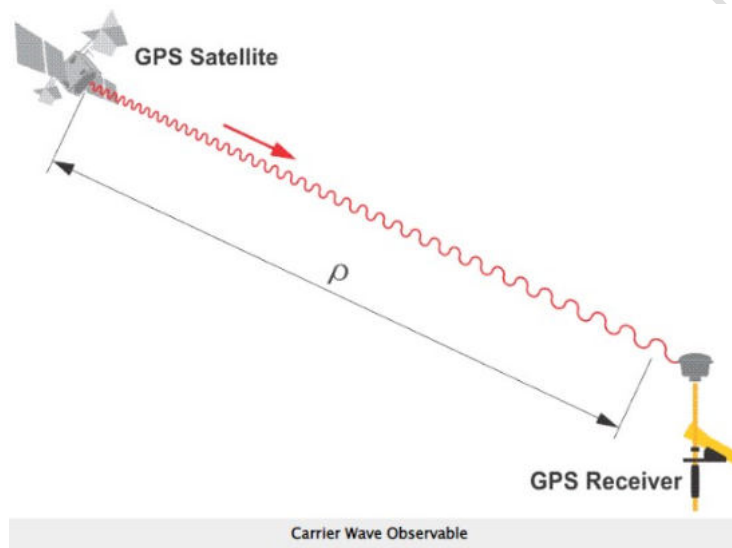 GPS Satellite
ρ
GPS Receiver
Carrier Wave Observable